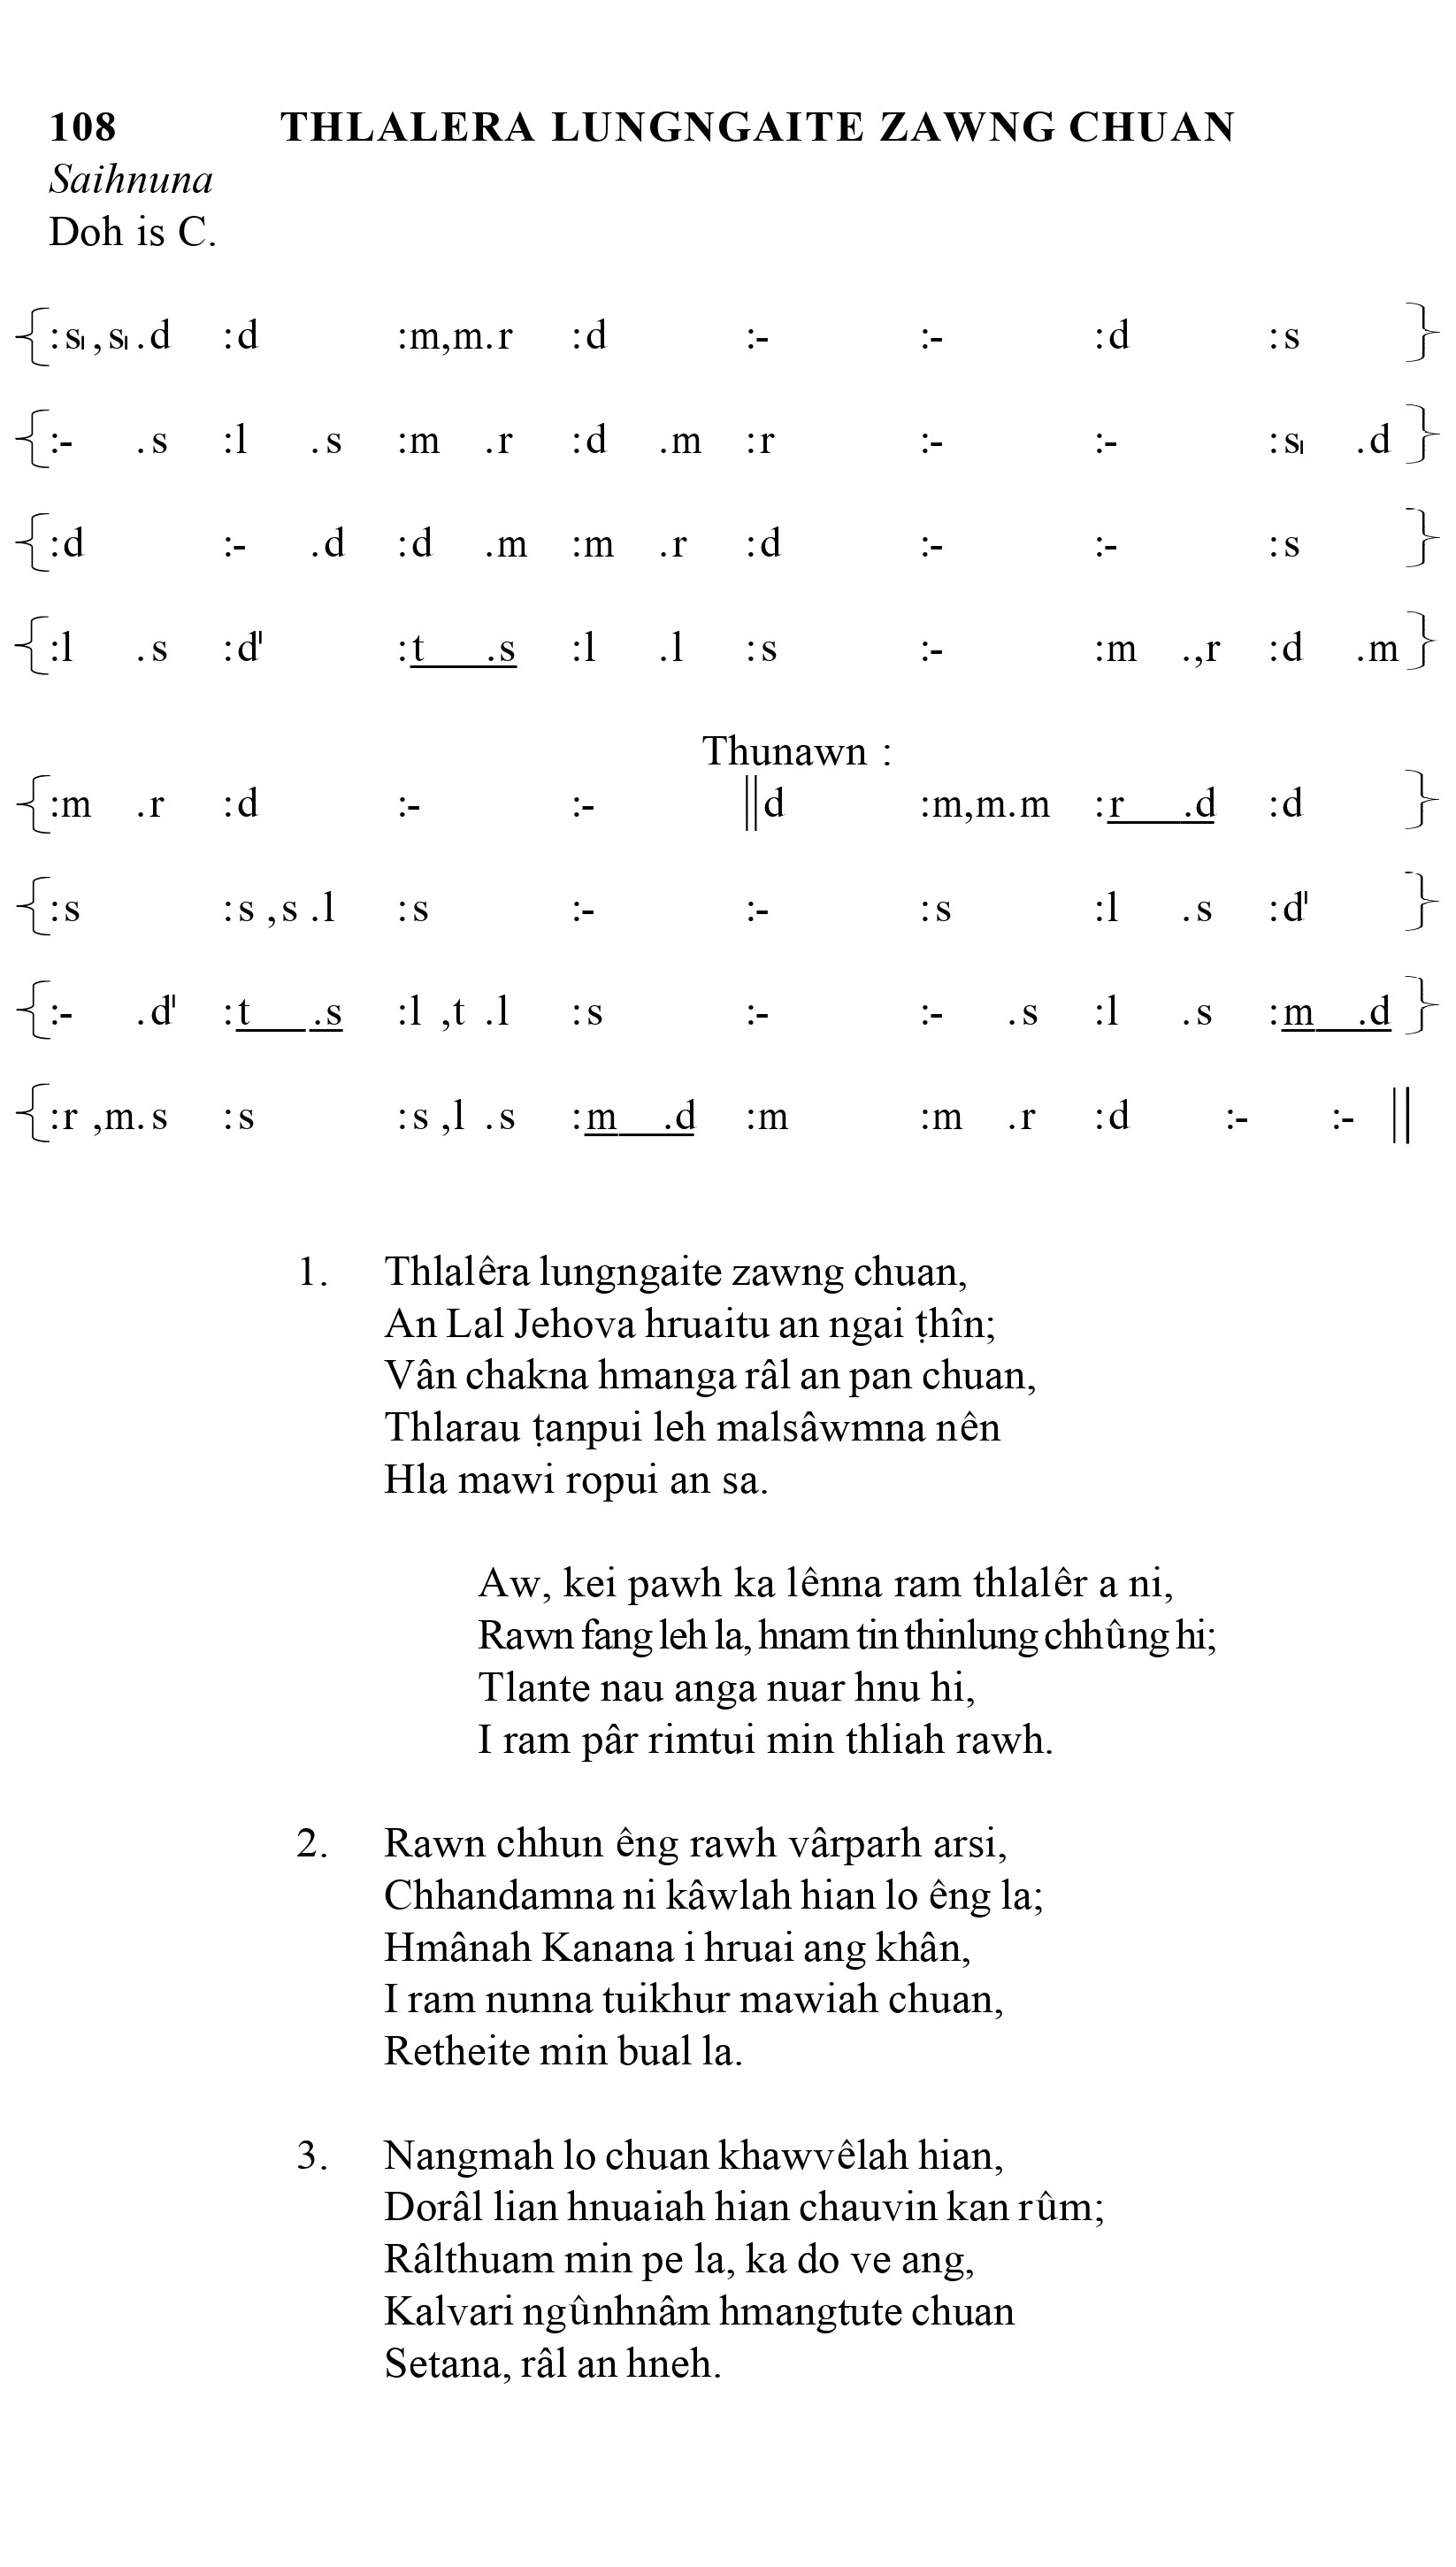 108 THLALERA LUNGNGAITE ZAWNG CHUAN
Saihnuna
Doh is C.
{:s₁ ,s₁ .d :d :m,m.r :d :- :- :d :s }
{:- .s :l .s :m .r :d .m :r :- :- :s₁ .d }
{:d :- .d :d .m :m .r :d :- :- :s }
{:l .s :d' :t .s :l .l :s :- :m .,r :d .m }
Thunawn :
{:m .r :d :- :- ||d :m,m.m :r .d :d }
{:s :s ,s .l :s :- :- :s :l .s :d' }
{:- .d' :t .s :l ,t .l :s :- :- .s :l .s :m .d }
{:r ,m.s :s :s ,l .s :m .d :m :m .r :d :- :- ||
1. Thlalêra lungngaite zawng chuan,
An Lal Jehova hruaitu an ngai ṭhîn;
Vân chakna hmanga râl an pan chuan,
Thlarau ṭanpui leh malsâwmna nên
Hla mawi ropui an sa.
Aw, kei pawh ka lênna ram thlalêr a ni,
Rawn fang leh la, hnam tin thinlung chhûng hi;
Tlante nau anga nuar hnu hi,
I ram pâr rimtui min thliah rawh.
2. Rawn chhun êng rawh vârparh arsi,
Chhandamna ni kâwlah hian lo êng la;
Hmânah Kanana i hruai ang khân,
I ram nunna tuikhur mawiah chuan,
Retheite min bual la.
3. Nangmah lo chuan khawvêlah hian,
Dorâl lian hnuaiah hian chauvin kan rûm;
Râlthuam min pe la, ka do ve ang,
Kalvari ngûnhnâm hmangtute chuan
Setana, râl an hneh.